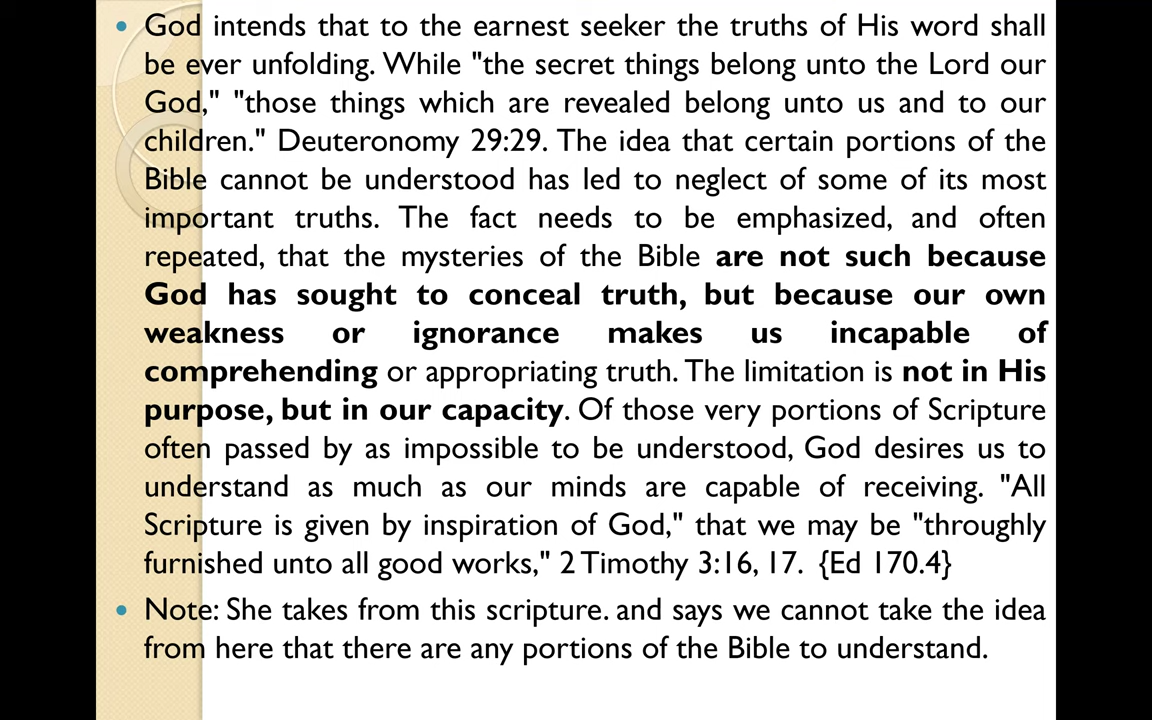 God intends that to the earnest seeker the truths of His word shall
be ever unfolding. While "the secret things belong unto the Lord our
God," "those things which are revealed belong unto us and to our
children." Deuteronomy 29:29. The idea that certain portions of the
Bible cannot be understood has led to neglect of some of its most
important truths. The fact needs to be emphasized, and often
repeated, that the mysteries of the Bible are not such because
God has sought to conceal truth, but because our own
weakness or ignorance makes us incapable of
comprehending or appropriating truth. The limitation is not in His
purpose, but in our capacity. Of those very portions of Scripture
often passed by as impossible to be understood, God desires us to
understand as much as our minds are capable of receiving. "All
Scripture is given by inspiration of God," that we may be "throughly
furnished unto all good works," 2 Timothy 3:16, 17. {Ed 170.4}
Note: She takes from this scripture. and says we cannot take the idea
from here that there are any portions of the Bible to understand.